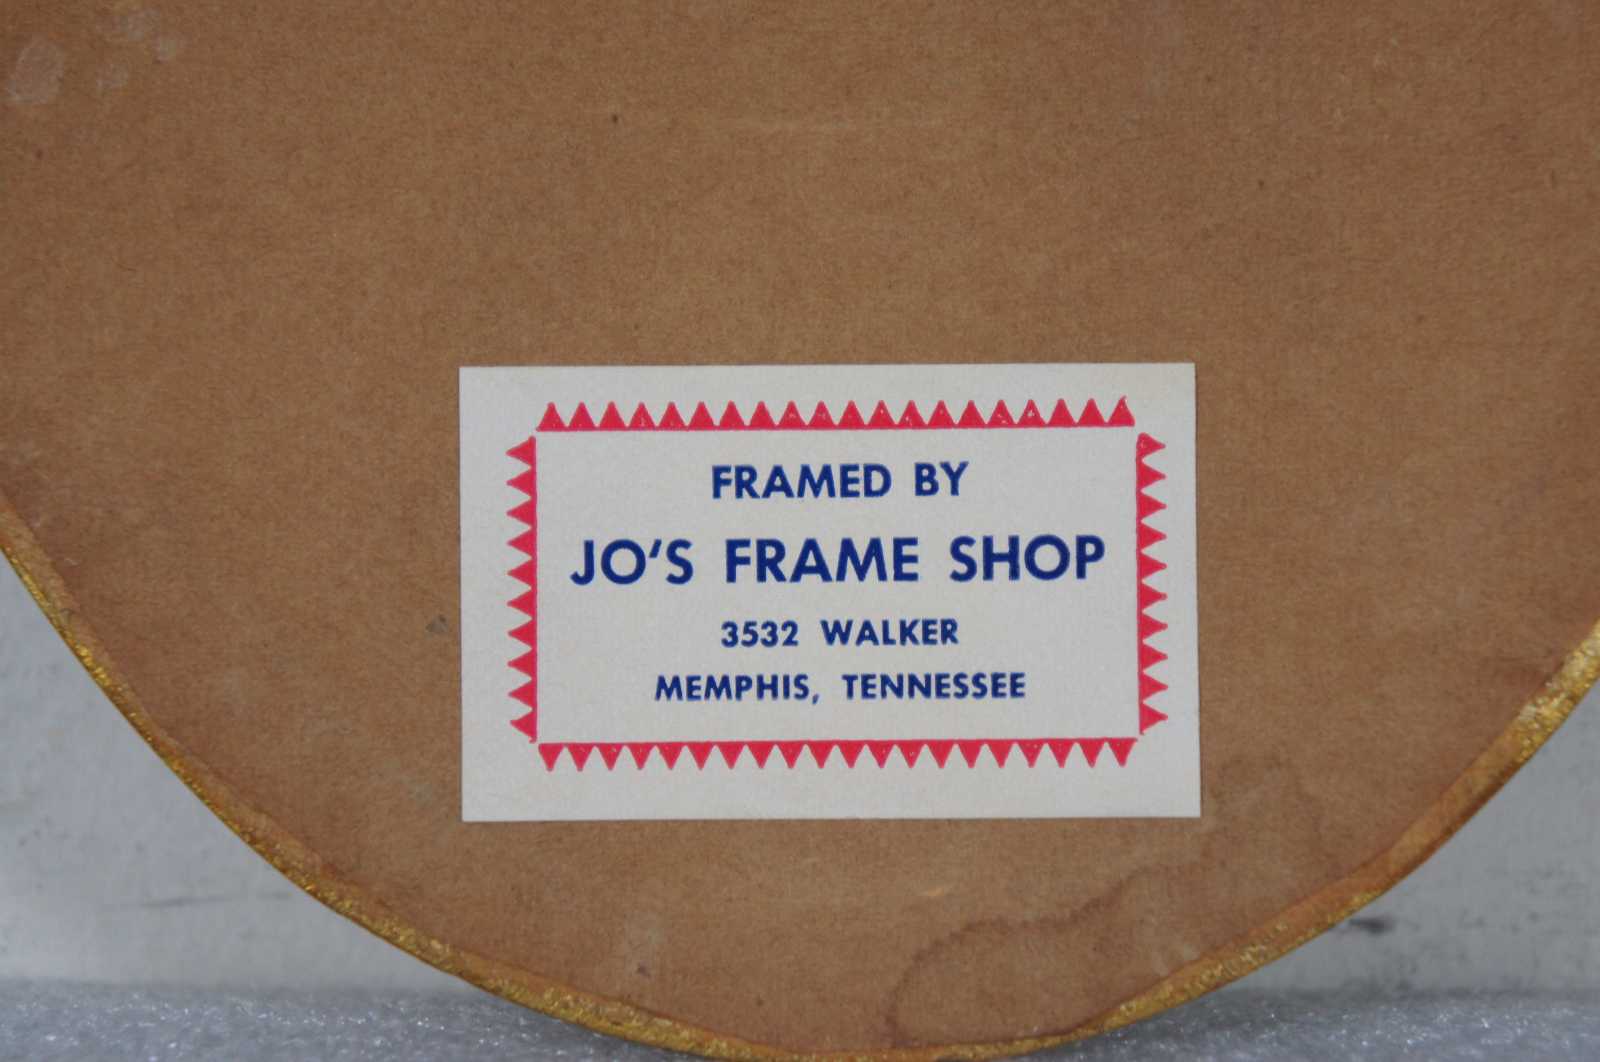 FRAMED BY
JO'S FRAME SHOP
3532 WALKER
MEMPHIS, TENNESSEE